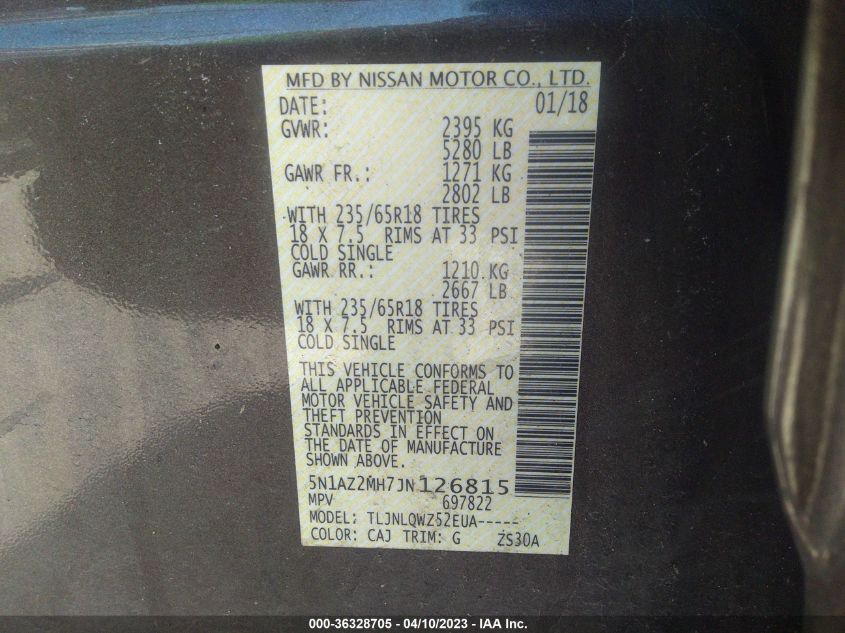 MFD BY NISSAN MOTOR CO., LTD.
DATE: 01/18
GVWR: 2395 KG
5280 LB
GAWR FR.: 1271 KG
2802 LB
WITH 235/65R18 TIRES
18 X 7.5 RIMS AT 33 PSI
COLD SINGLE
GAWR RR.: 1210 KG
2667 LB
WITH 235/65R18 TIRES
18 X 7.5 RIMS AT 33 PSI
COLD SINGLE
THIS VEHICLE CONFORMS TO
ALL APPLICABLE FEDERAL
MOTOR VEHICLE SAFETY AND
THEFT PREVENTION
STANDARDS IN EFFECT ON
THE DATE OF MANUFACTURE
SHOWN ABOVE.
5N1AZ2MH7JN126815
MPV 697822
MODEL: TLJNLQWZ52EUA-----
COLOR: CAJ TRIM: G ZS30A
000-36328705 - 04/10/2023 - IAA Inc.